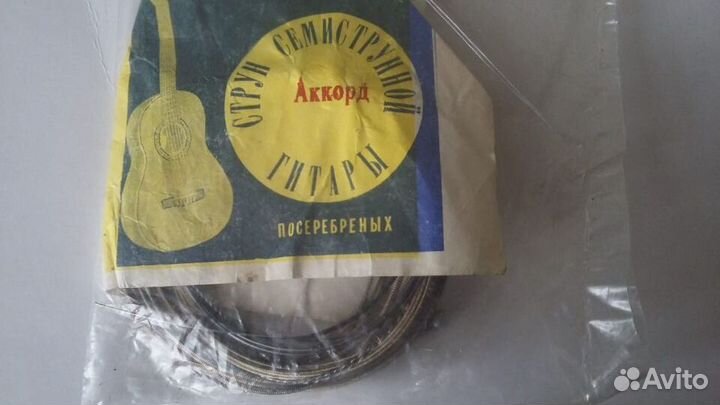 Аккорд
СТРУН СЕМИСТРУННОЙ
ГИТАРЫ
ПОСЕРЕБРЕНЫХ
Avito